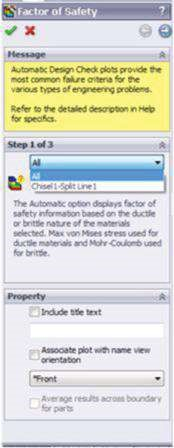 Factor of Safety
?
Message
Automatic Design Check plots provide the
most common failure criteria for the
various types of engineering problems.
Refer to the detailed description in Help
for specifics.
Step 1 of 3
All
All
Chisel1-Split Line1
The Automatic option displays factor of
safety information based on the ductile
or brittle nature of the materials
selected. Max von Mises stress used for
ductile materials and Mohr-Coulomb used
for brittle.
Property
Include title text
Associate plot with name view
orientation
*Front
Average results across boundary
for parts